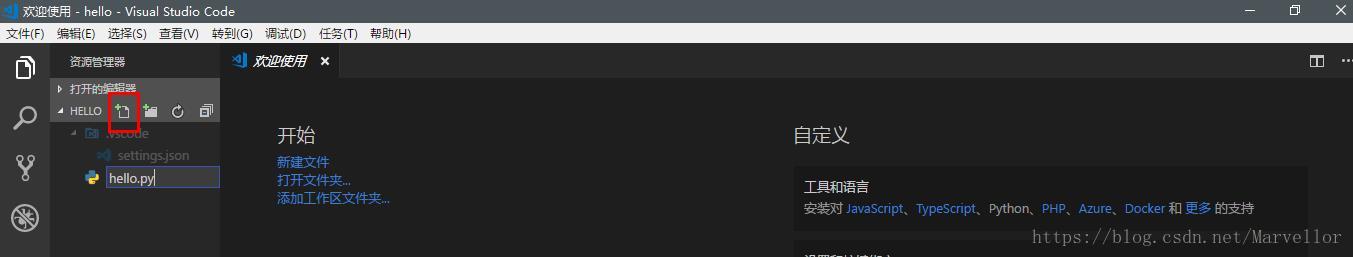 欢迎使用 - hello - Visual Studio Code
文件(F) 编辑(E) 选择(S) 查看(V) 转到(G) 调试(D) 任务(T) 帮助(H)
资源管理器
打开的编辑器
HELLO
.vscode
settings.json
hello.py
欢迎使用
开始
新建文件
打开文件夹...
添加工作区文件夹...
自定义
工具和语言
安装对 JavaScript、TypeScript、Python、PHP、Azure、Docker 和 更多 的支持
https://blog.csdn.net/Marvellor